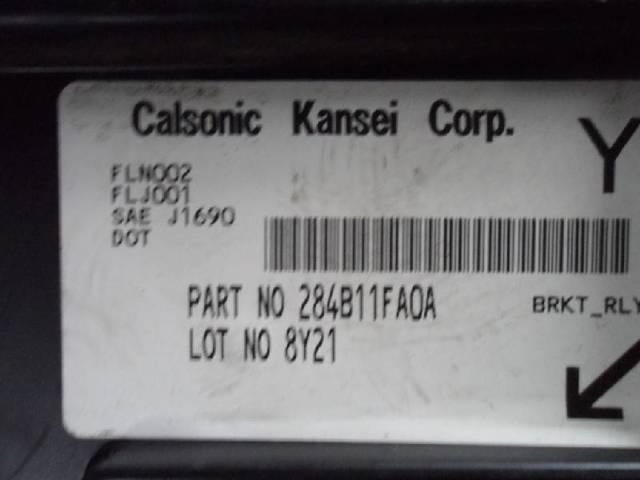 Calsonic Kansei Corp.
Y
FLN002
FLJ001
SAE J1690
DOT
PART NO 284B11FA0A
BRKT_RLY
LOT NO 8Y21